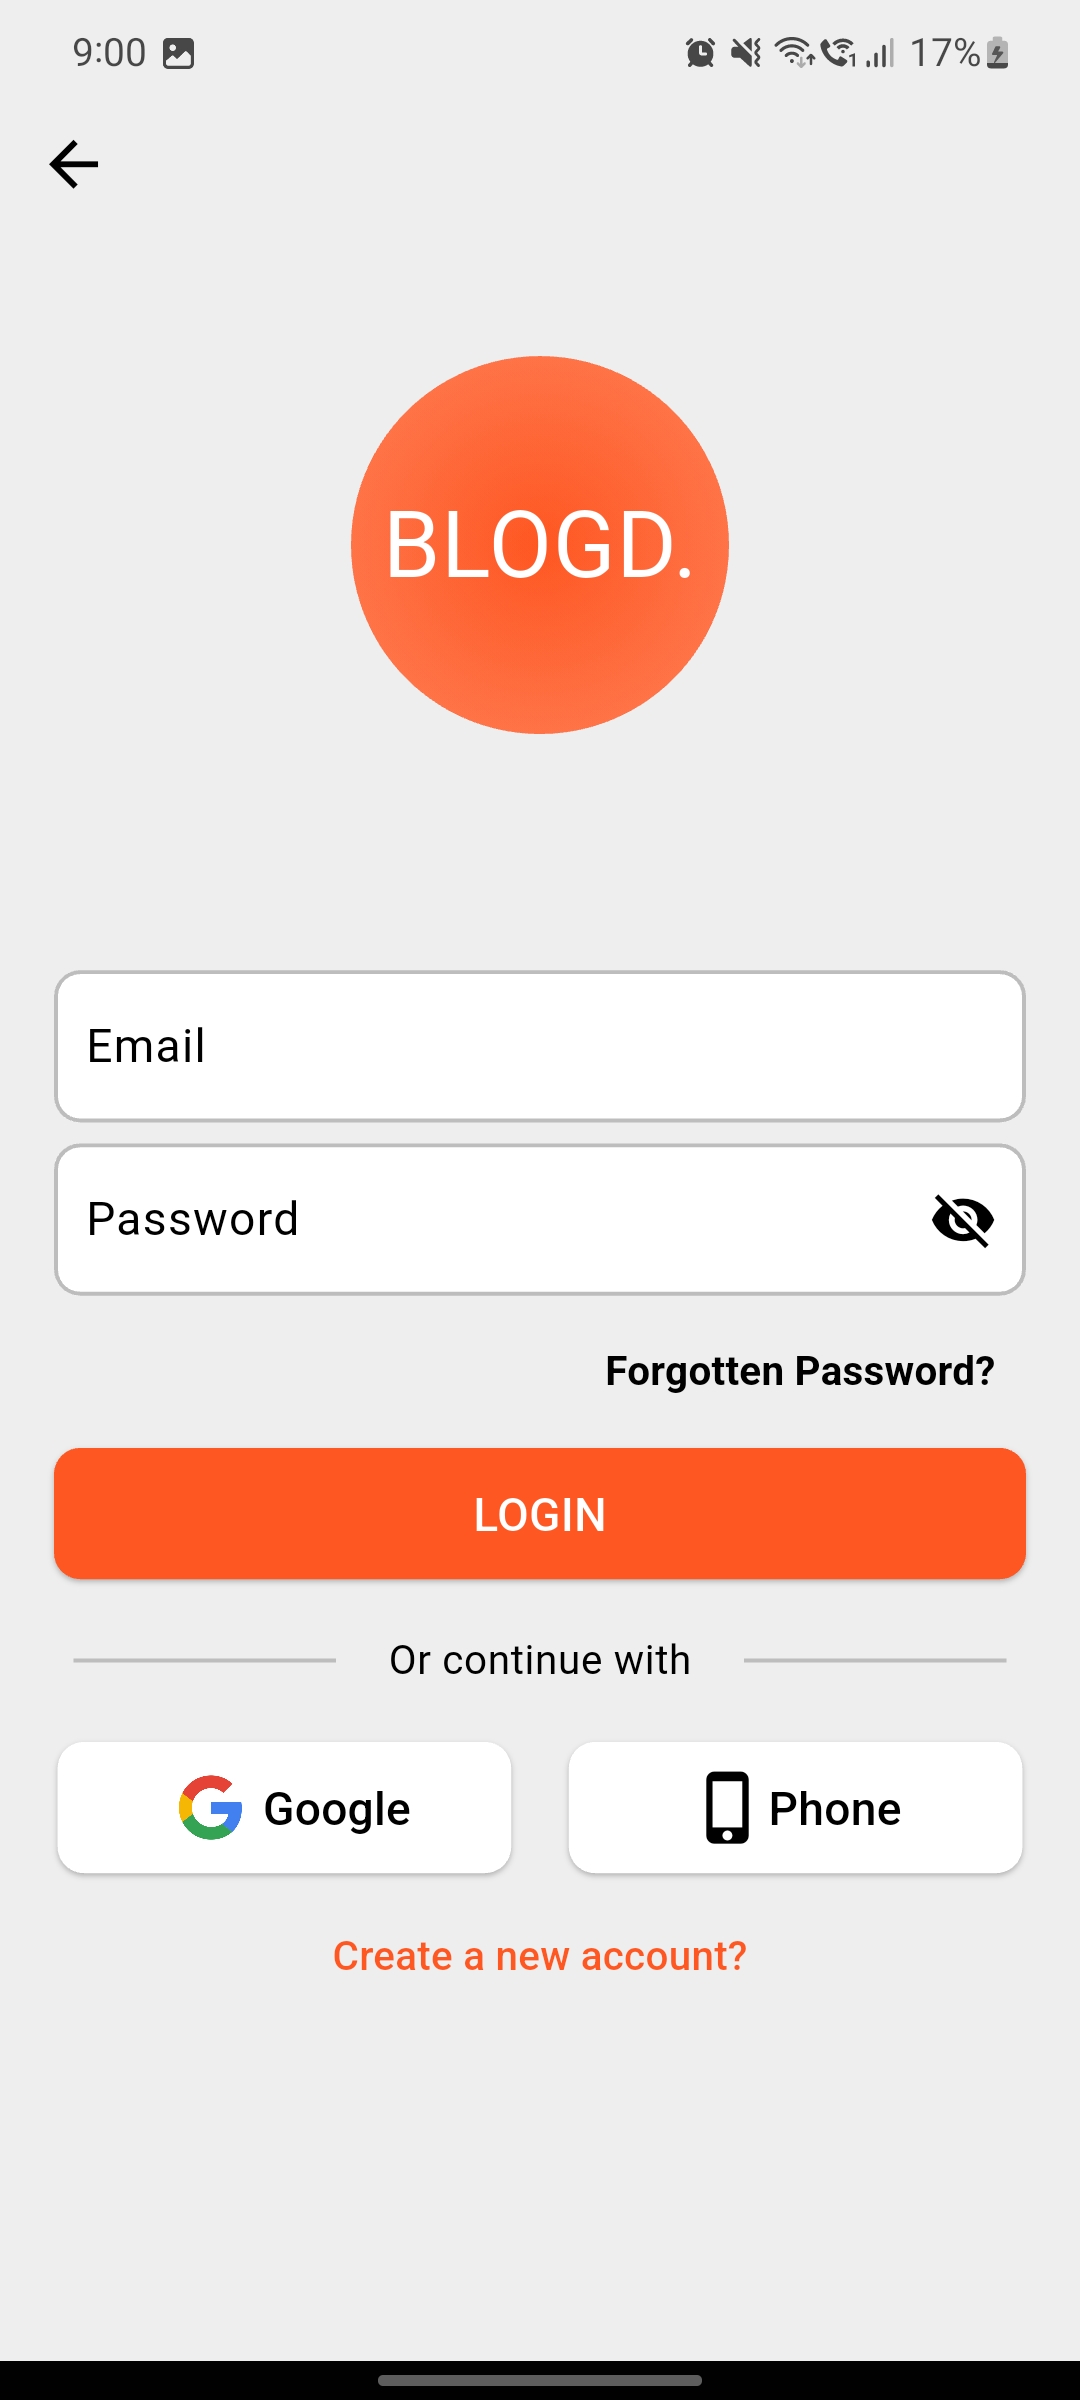 9:00 17%
BLOGD.
Email
Password
Forgotten Password?
LOGIN
Or continue with
Google Phone
Create a new account?